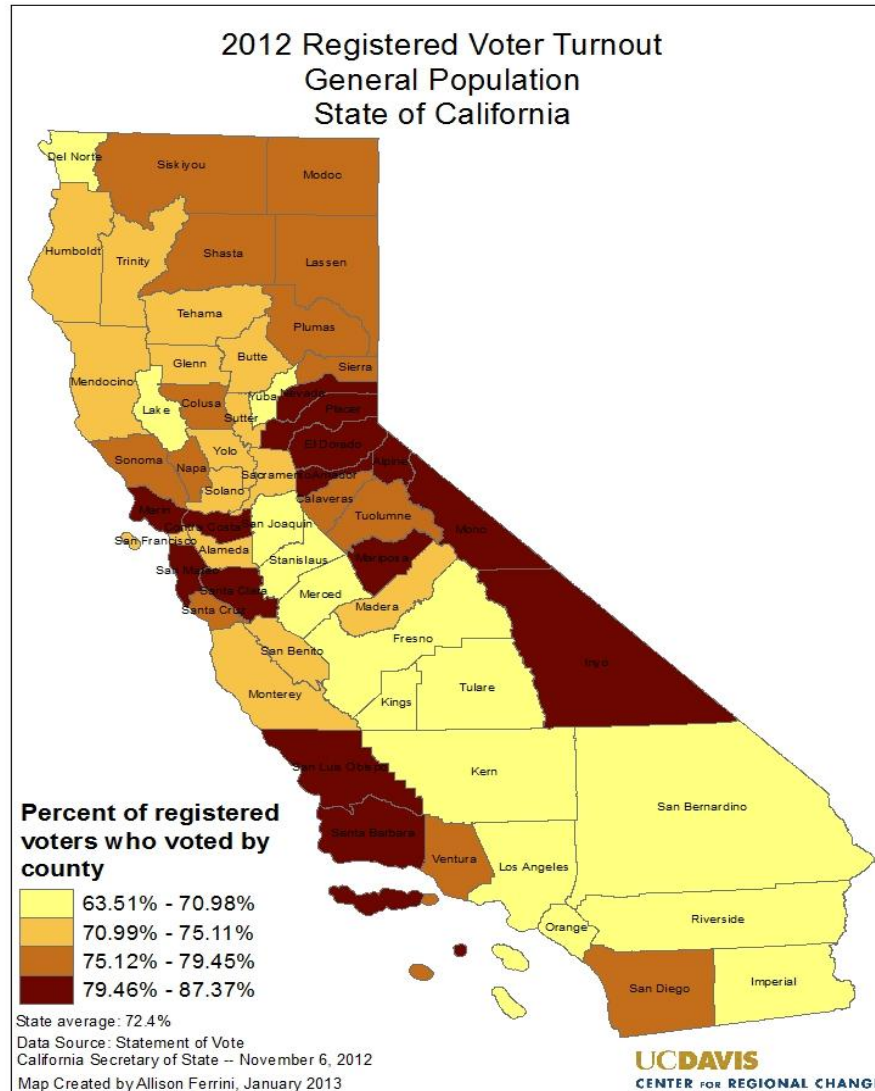 2012 Registered Voter Turnout
General Population
State of California
Del Norte
Siskiyou
Modoc
Humboldt
Trinity
Shasta
Lassen
Tehama
Plumas
Mendocino
Glenn
Butte
Sierra
Lake
Colusa
Yuba
Nevada
Sutter
Placer
Sonoma
Napa
Yolo
El Dorado
Solano
Sacramento
Amador
Alpine
Marin
Contra Costa
San Joaquin
Calaveras
Tuolumne
Mono
San Francisco
Alameda
Stanislaus
Mariposa
San Mateo
Santa Clara
Santa Cruz
Merced
Madera
San Benito
Fresno
Inyo
Monterey
Kings
Tulare
San Luis Obispo
Kern
San Bernardino
Santa Barbara
Ventura
Los Angeles
Orange
Riverside
San Diego
Imperial
Percent of registered
voters who voted by
county
63.51% - 70.98%
70.99% - 75.11%
75.12% - 79.45%
79.46% - 87.37%
State average: 72.4%
Data Source: Statement of Vote
California Secretary of State -- November 6, 2012
Map Created by Allison Ferrini, January 2013
UCDAVIS
CENTER FOR REGIONAL CHANG